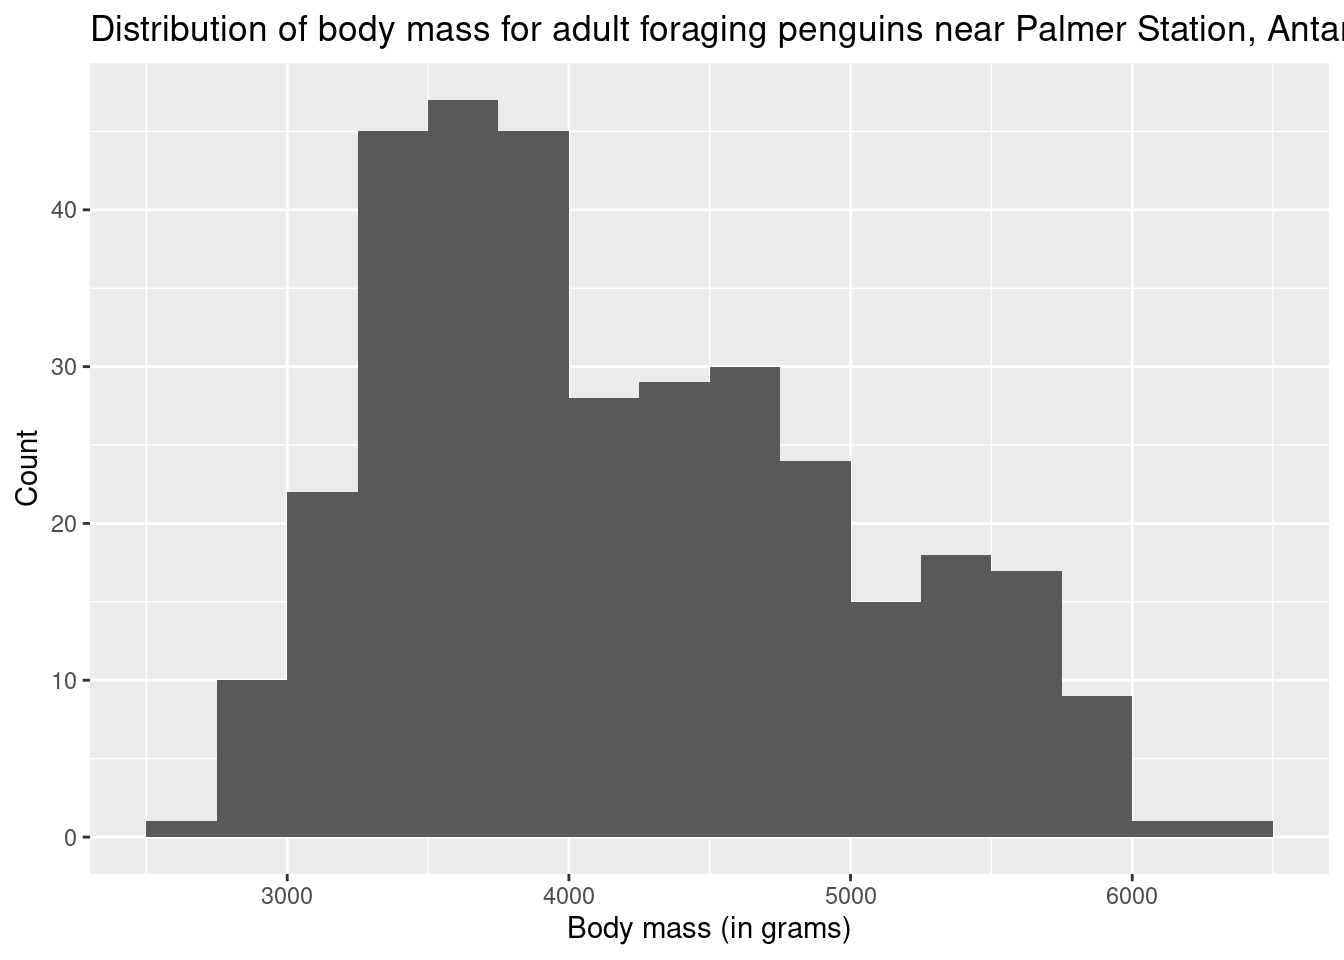 Distribution of body mass for adult foraging penguins near Palmer Station, Antar
40
30
20
10
0
Count
3000 4000 5000 6000
Body mass (in grams)